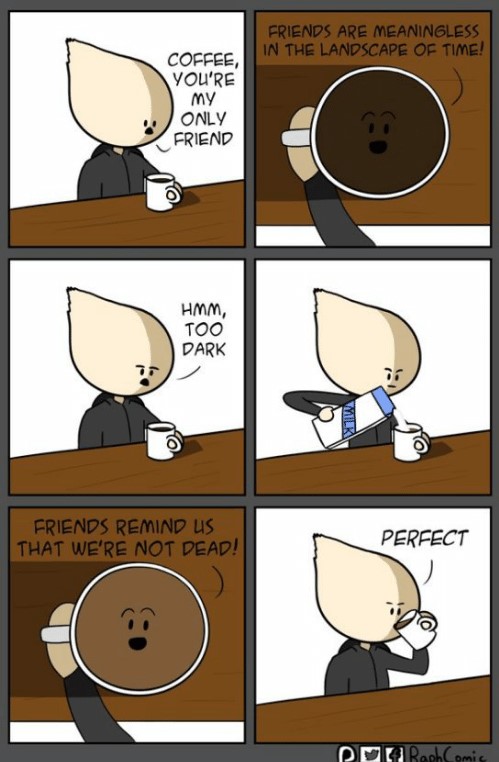 COFFEE,
YOU'RE
MY
ONLY
FRIEND
FRIENDS ARE MEANINGLESS
IN THE LANDSCAPE OF TIME!
HMM,
TOO
DARK
MILK
FRIENDS REMIND US
THAT WE'RE NOT DEAD!
PERFECT
RaphComic